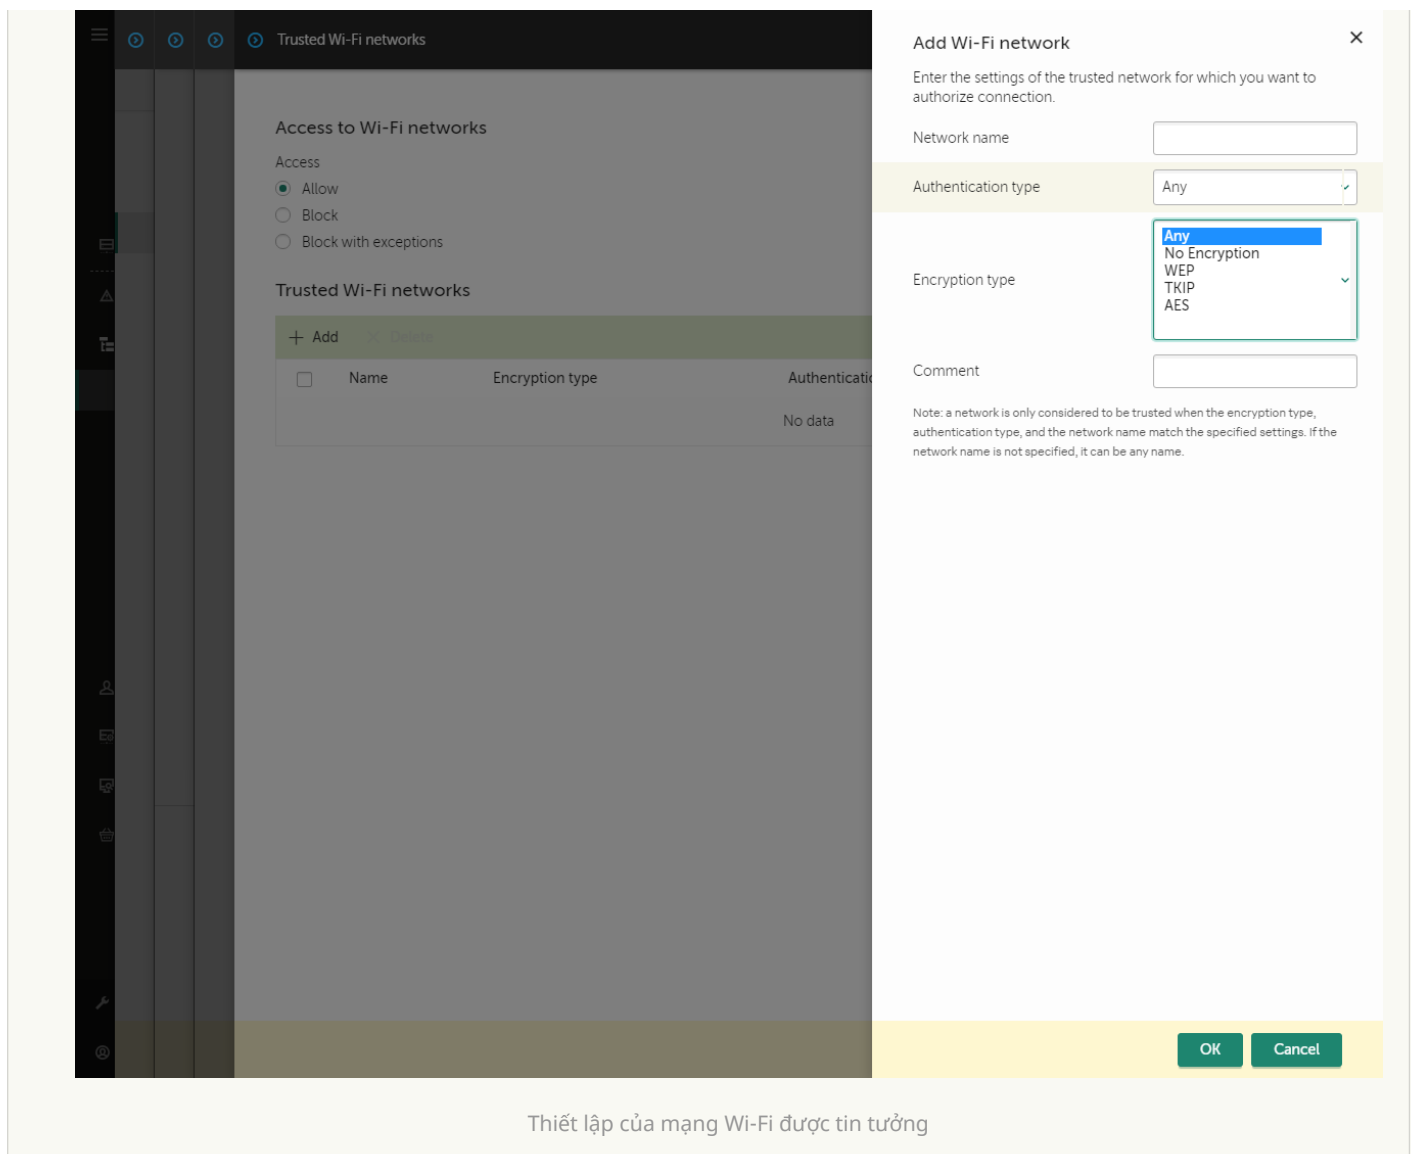 Trusted Wi-Fi networks
Access to Wi-Fi networks
Access
Allow
Block
Block with exceptions
Trusted Wi-Fi networks
Add Delete
Name Encryption type Authenticatic
No data
Add Wi-Fi network
Enter the settings of the trusted network for which you want to
authorize connection.
Network name
Authentication type Any
Encryption type
Any
No Encryption
WEP
TKIP
AES
Comment
Note: a network is only considered to be trusted when the encryption type,
authentication type, and the network name match the specified settings. If the
network name is not specified, it can be any name.
OK Cancel
Thiết lập của mạng Wi-Fi được tin tưởng